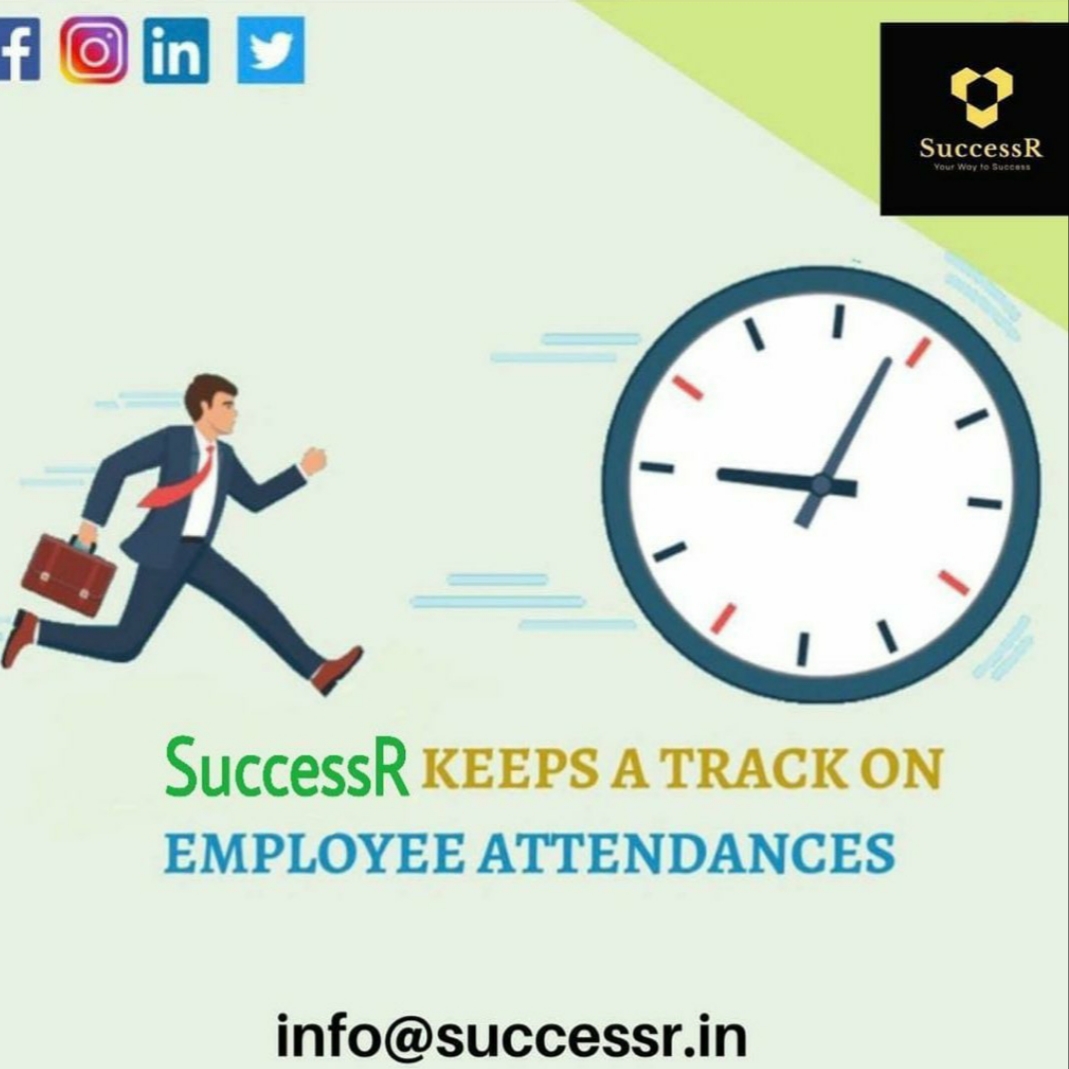 SuccessR
Your Way to Success
SuccessR KEEPS A TRACK ON
EMPLOYEE ATTENDANCES
info@successr.in